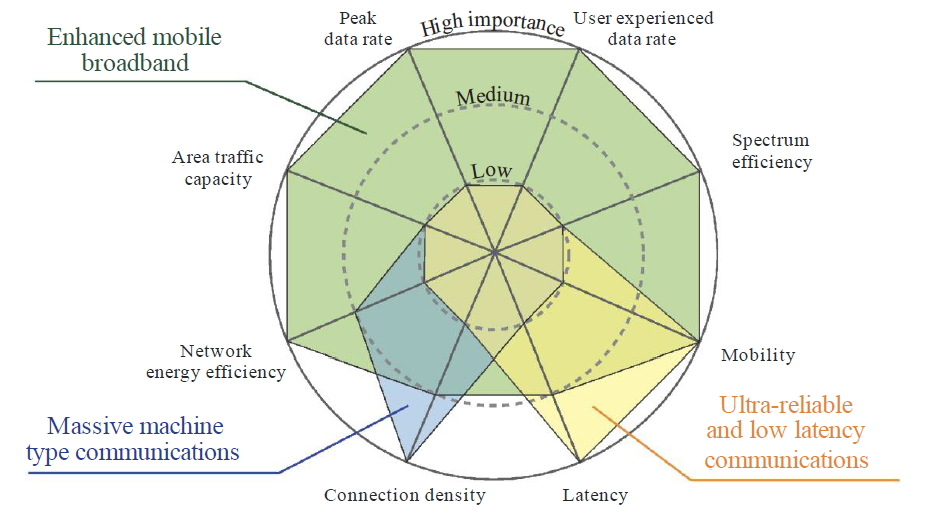 Peak
data rate
High importance
User experienced
data rate
Enhanced mobile
broadband
Medium
Area traffic
capacity
Low
Spectrum
efficiency
Network
energy efficiency
Mobility
Massive machine
type communications
Ultra-reliable
and low latency
communications
Connection density
Latency